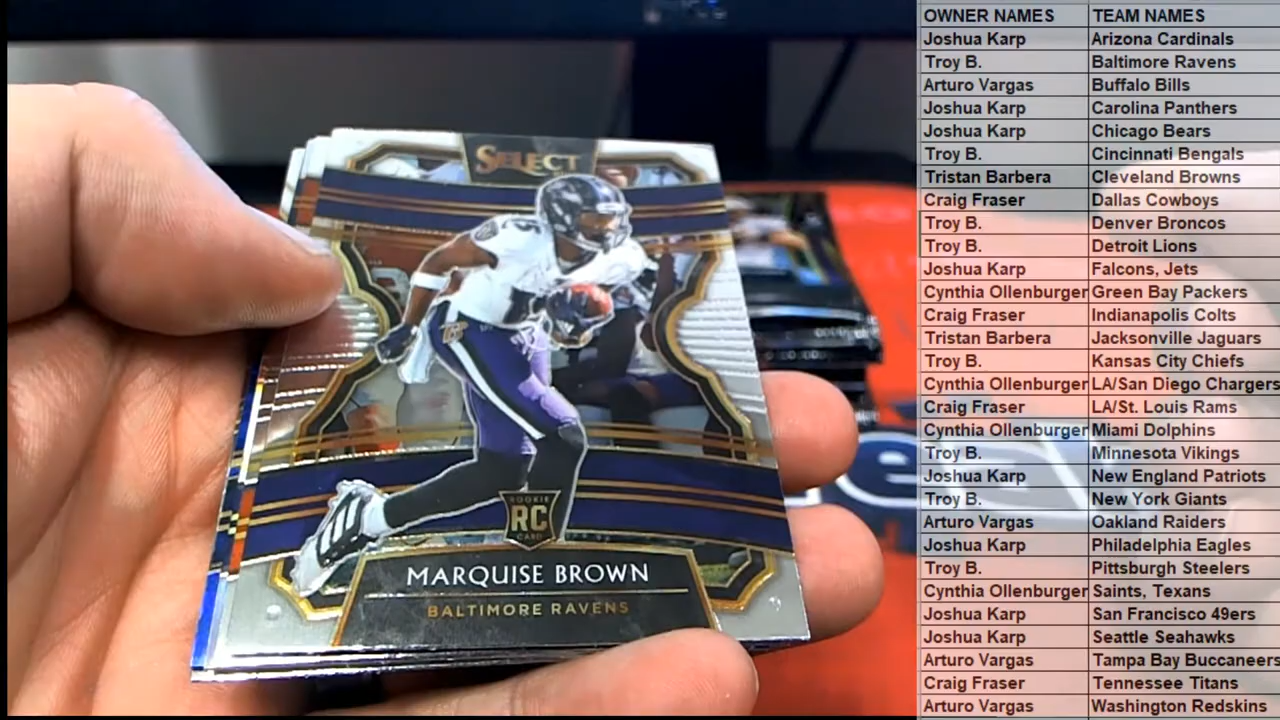 SELECT
ROOKIE
RC
CARD
MARQUISE BROWN
BALTIMORE RAVENS
OWNER NAMES TEAM NAMES
Joshua Karp Arizona Cardinals
Troy B. Baltimore Ravens
Arturo Vargas Buffalo Bills
Joshua Karp Carolina Panthers
Joshua Karp Chicago Bears
Troy B. Cincinnati Bengals
Tristan Barbera Cleveland Browns
Craig Fraser Dallas Cowboys
Troy B. Denver Broncos
Troy B. Detroit Lions
Joshua Karp Falcons, Jets
Cynthia Ollenburger Green Bay Packers
Craig Fraser Indianapolis Colts
Tristan Barbera Jacksonville Jaguars
Troy B. Kansas City Chiefs
Cynthia Ollenburger LA/San Diego Chargers
Craig Fraser LA/St. Louis Rams
Cynthia Ollenburger Miami Dolphins
Troy B. Minnesota Vikings
Joshua Karp New England Patriots
Troy B. New York Giants
Arturo Vargas Oakland Raiders
Joshua Karp Philadelphia Eagles
Troy B. Pittsburgh Steelers
Cynthia Ollenburger Saints, Texans
Joshua Karp San Francisco 49ers
Joshua Karp Seattle Seahawks
Arturo Vargas Tampa Bay Buccaneers
Craig Fraser Tennessee Titans
Arturo Vargas Washington Redskins